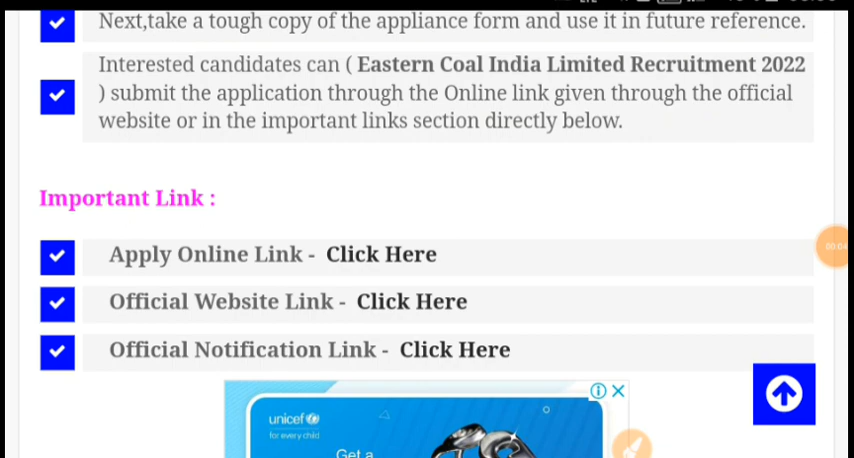 Next,take a tough copy of the appliance form and use it in future reference.
Interested candidates can ( Eastern Coal India Limited Recruitment 2022
) submit the application through the Online link given through the official
website or in the important links section directly below.
Important Link :
Apply Online Link - Click Here
Official Website Link - Click Here
Official Notification Link - Click Here
unicef
for every child
Get a